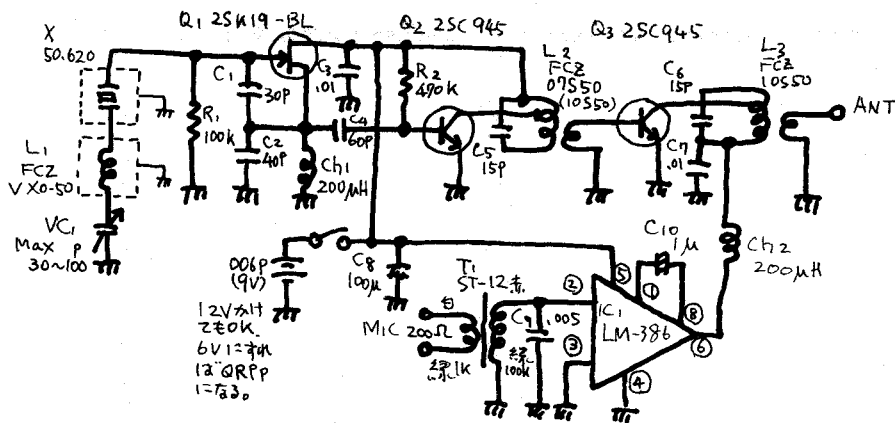 Q1 2SK19-BL
Q2 2SC945
Q3 2SC945
X
50.620
C1
30P
C3
.01
R2
490K
L2
FCZ
07S50
(10S50)
C6
15P
L3
FCZ
10S50
ANT
R1
100K
C4
60P
C2
40P
Ch1
200μH
C5
15P
C7
.01
L1
FCZ
VX0-50
VC1
Max P
30~100
006P
(9V)
C8
100μ
C10
1μ
Ch2
200μH
T1
ST-12赤
白
MIC 200Ω
緑1K
C9
.005
緑
100K
②
③
⑤
①
⑧
⑥
④
IC1
LM-386
12Vかけ
てもOK.
6Vにすれ
ばQRPp
になる。